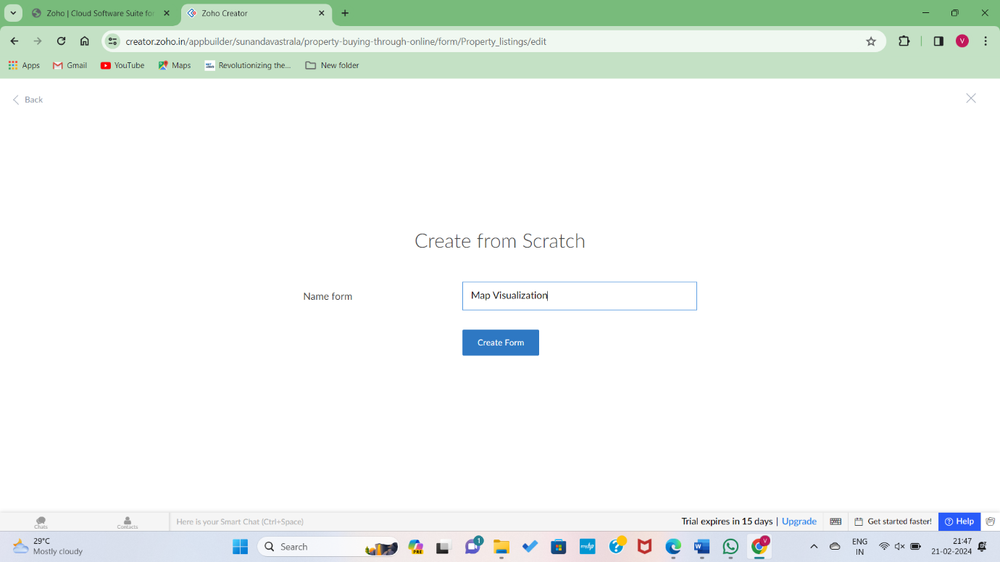 Zoho | Cloud Software Suite for
Zoho Creator
creator.zoho.in/appbuilder/sunandavastrala/property-buying-through-online/form/Property_listings/edit
V
Apps
Gmail
YouTube
Maps
Revolutionizing the...
New folder
Back
Create from Scratch
Name form
Map Visualization
Create Form
Chats
Contacts
Here is your Smart Chat (Ctrl+Space)
Trial expires in 15 days | Upgrade
Get started faster!
Help
29°C
Mostly cloudy
Search
PRE
1
myhp
V
ENG
IN
21:47
21-02-2024